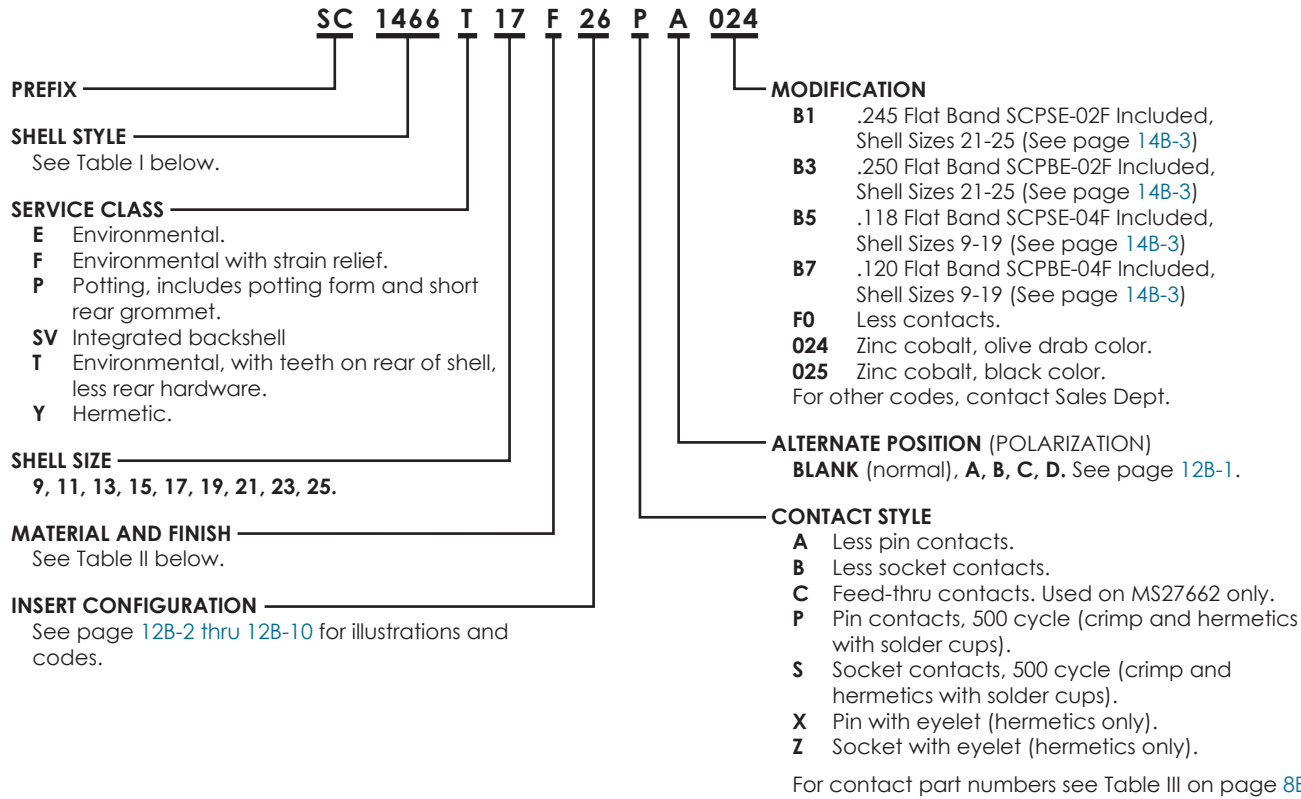 SC 1466 T 17 F 26 P A 024
PREFIX
SHELL STYLE
See Table I below.
SERVICE CLASS
E Environmental.
F Environmental with strain relief.
P Potting, includes potting form and short
rear grommet.
SV Integrated backshell
T Environmental, with teeth on rear of shell,
less rear hardware.
Y Hermetic.
SHELL SIZE
9, 11, 13, 15, 17, 19, 21, 23, 25.
MATERIAL AND FINISH
See Table II below.
INSERT CONFIGURATION
See page 12B-2 thru 12B-10 for illustrations and
codes.
MODIFICATION
B1 .245 Flat Band SCPSE-02F Included,
Shell Sizes 21-25 (See page 14B-3)
B3 .250 Flat Band SCPBE-02F Included,
Shell Sizes 21-25 (See page 14B-3)
B5 .118 Flat Band SCPSE-04F Included,
Shell Sizes 9-19 (See page 14B-3)
B7 .120 Flat Band SCPBE-04F Included,
Shell Sizes 9-19 (See page 14B-3)
F0 Less contacts.
024 Zinc cobalt, olive drab color.
025 Zinc cobalt, black color.
For other codes, contact Sales Dept.
ALTERNATE POSITION (POLARIZATION)
BLANK (normal), A, B, C, D. See page 12B-1.
CONTACT STYLE
A Less pin contacts.
B Less socket contacts.
C Feed-thru contacts. Used on MS27662 only.
P Pin contacts, 500 cycle (crimp and hermetics
with solder cups).
S Socket contacts, 500 cycle (crimp and
hermetics with solder cups).
X Pin with eyelet (hermetics only).
Z Socket with eyelet (hermetics only).
For contact part numbers see Table III on page